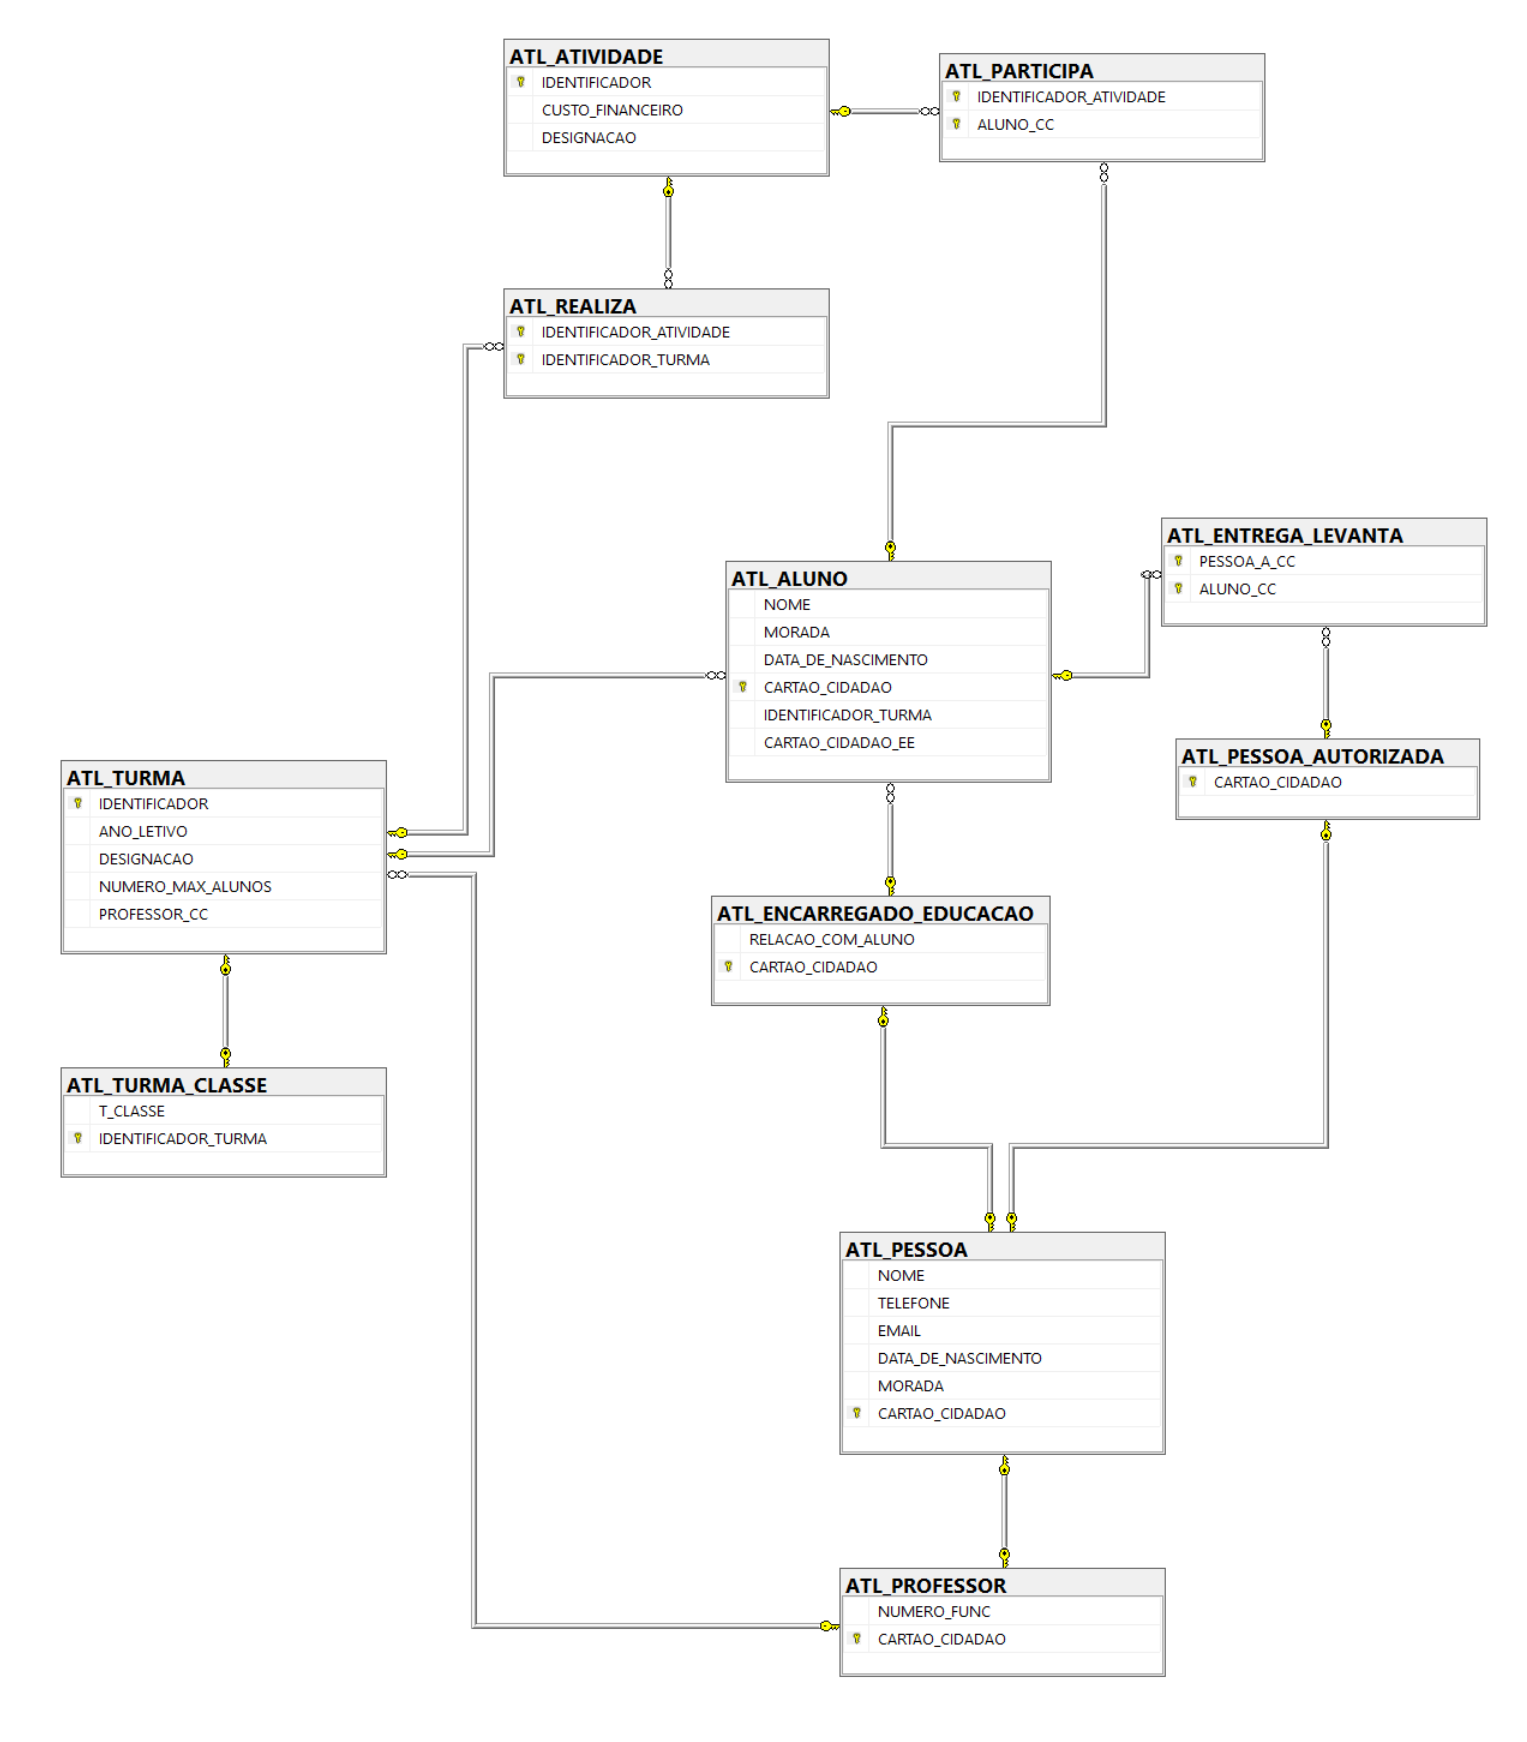 ATL_ATIVIDADE
IDENTIFICADOR
CUSTO_FINANCEIRO
DESIGNACAO
ATL_PARTICIPA
IDENTIFICADOR_ATIVIDADE
ALUNO_CC
ATL_REALIZA
IDENTIFICADOR_ATIVIDADE
IDENTIFICADOR_TURMA
ATL_ENTREGA_LEVANTA
PESSOA_A_CC
ALUNO_CC
ATL_ALUNO
NOME
MORADA
DATA_DE_NASCIMENTO
CARTAO_CIDADAO
IDENTIFICADOR_TURMA
CARTAO_CIDADAO_EE
ATL_PESSOA_AUTORIZADA
CARTAO_CIDADAO
ATL_TURMA
IDENTIFICADOR
ANO_LETIVO
DESIGNACAO
NUMERO_MAX_ALUNOS
PROFESSOR_CC
ATL_ENCARREGADO_EDUCACAO
RELACAO_COM_ALUNO
CARTAO_CIDADAO
ATL_TURMA_CLASSE
T_CLASSE
IDENTIFICADOR_TURMA
ATL_PESSOA
NOME
TELEFONE
EMAIL
DATA_DE_NASCIMENTO
MORADA
CARTAO_CIDADAO
ATL_PROFESSOR
NUMERO_FUNC
CARTAO_CIDADAO